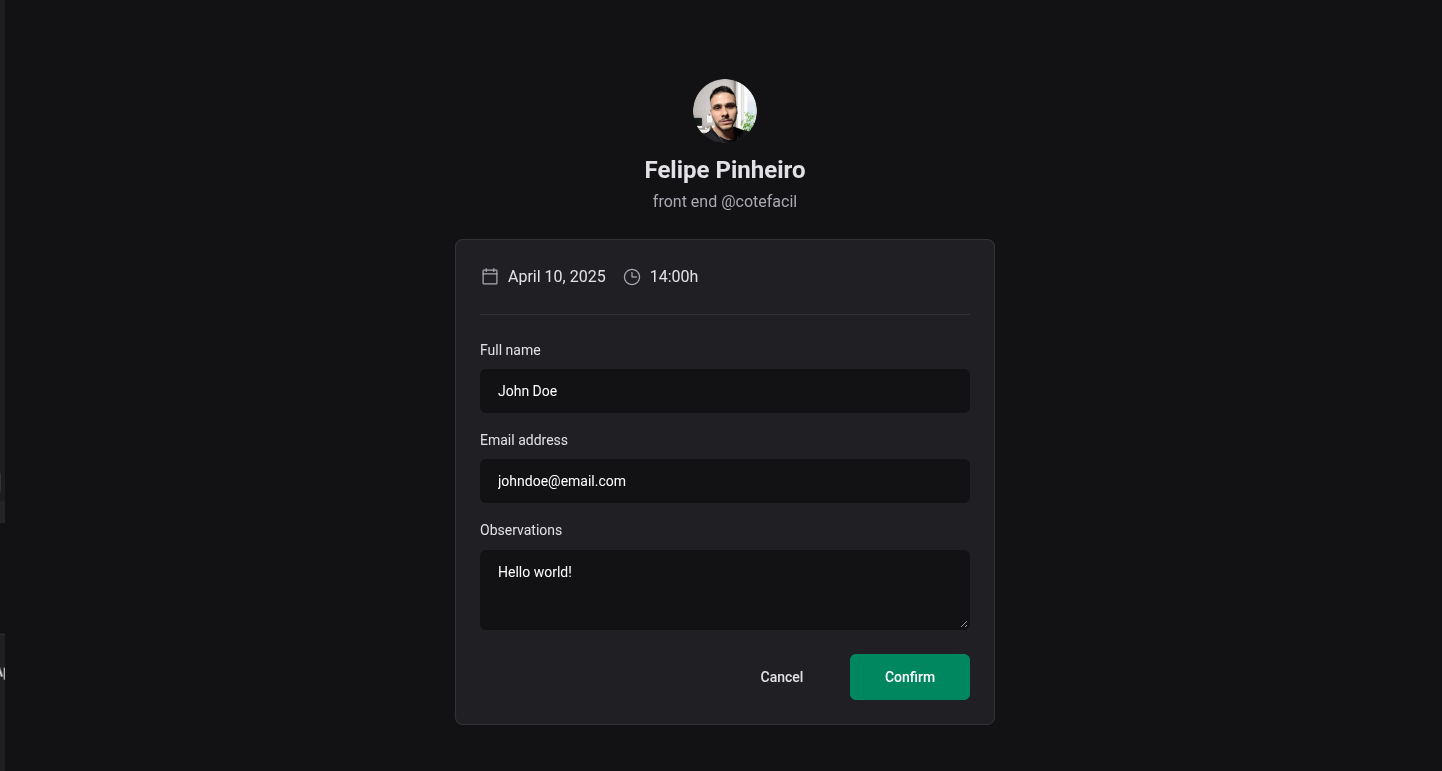 Felipe Pinheiro
front end @cotefacil
April 10, 2025 14:00h
Full name
John Doe
Email address
johndoe@email.com
Observations
Hello world!
Cancel Confirm